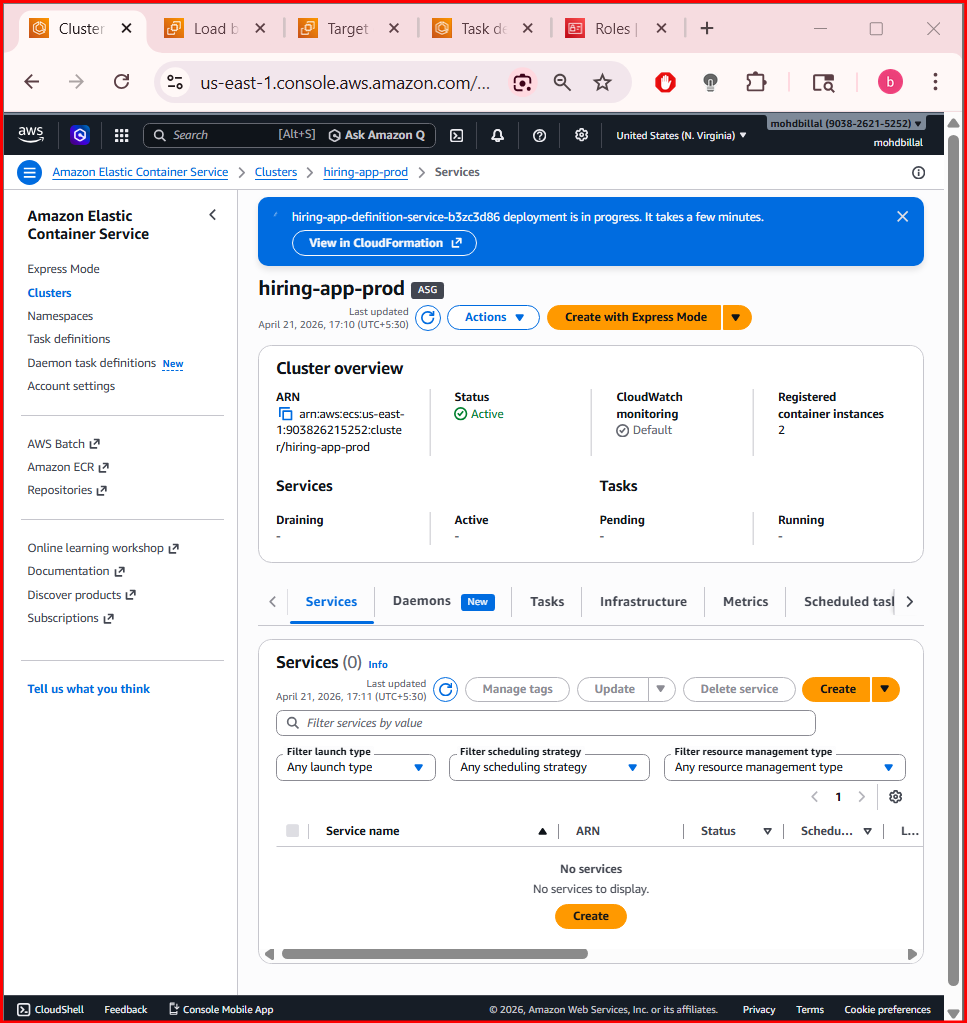 Cluster
Load b
Target
Task de
Roles |
us-east-1.console.aws.amazon.com/...
b
aws
Search
[Alt+S]
Ask Amazon Q
United States (N. Virginia)
mohdbillal (9038-2621-5252)
mohdbillal
Amazon Elastic Container Service
Clusters
hiring-app-prod
Services
Amazon Elastic
Container Service
Express Mode
Clusters
Namespaces
Task definitions
Daemon task definitions New
Account settings
AWS Batch
Amazon ECR
Repositories
Online learning workshop
Documentation
Discover products
Subscriptions
Tell us what you think
hiring-app-definition-service-b3zc3d86 deployment is in progress. It takes a few minutes.
View in CloudFormation
hiring-app-prod ASG
Last updated
April 21, 2026, 17:10 (UTC+5:30)
Actions
Create with Express Mode
Cluster overview
ARN
arn:aws:ecs:us-east-
1:903826215252:cluste
r/hiring-app-prod
Status
Active
CloudWatch
monitoring
Default
Registered
container instances
2
Services
Tasks
Draining
-
Active
-
Pending
-
Running
-
Services
Daemons New
Tasks
Infrastructure
Metrics
Scheduled tasl
Services (0) Info
Last updated
April 21, 2026, 17:11 (UTC+5:30)
Manage tags
Update
Delete service
Create
Filter services by value
Filter launch type
Any launch type
Filter scheduling strategy
Any scheduling strategy
Filter resource management type
Any resource management type
1
Service name
ARN
Status
Schedu...
L...
No services
No services to display.
Create
CloudShell
Feedback
Console Mobile App
© 2026, Amazon Web Services, Inc. or its affiliates.
Privacy
Terms
Cookie preferences